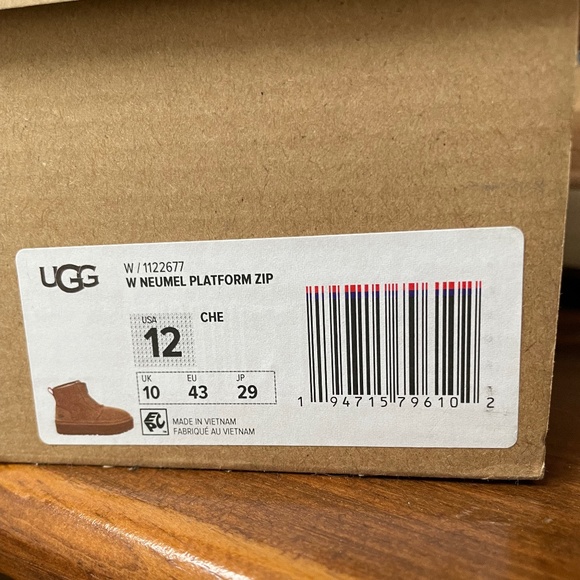 UGG
W / 1122677
W NEUMEL PLATFORM ZIP
USA
12
CHE
UK EU JP
10 43 29
MADE IN VIETNAM
FABRIQUÉ AU VIETNAM
1 94715 79610 2